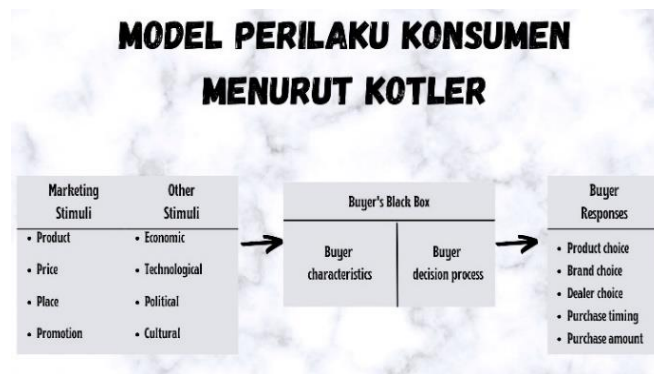 MODEL PERILAKU KONSUMEN
MENURUT KOTLER
Marketing
Stimuli
• Product
• Price
• Place
• Promotion
Other
Stimuli
• Economic
• Technological
• Political
• Cultural
Buyer's Black Box
Buyer
characteristics
Buyer
decision process
Buyer
Responses
• Product choice
• Brand choice
• Dealer choice
• Purchase timing
• Purchase amount